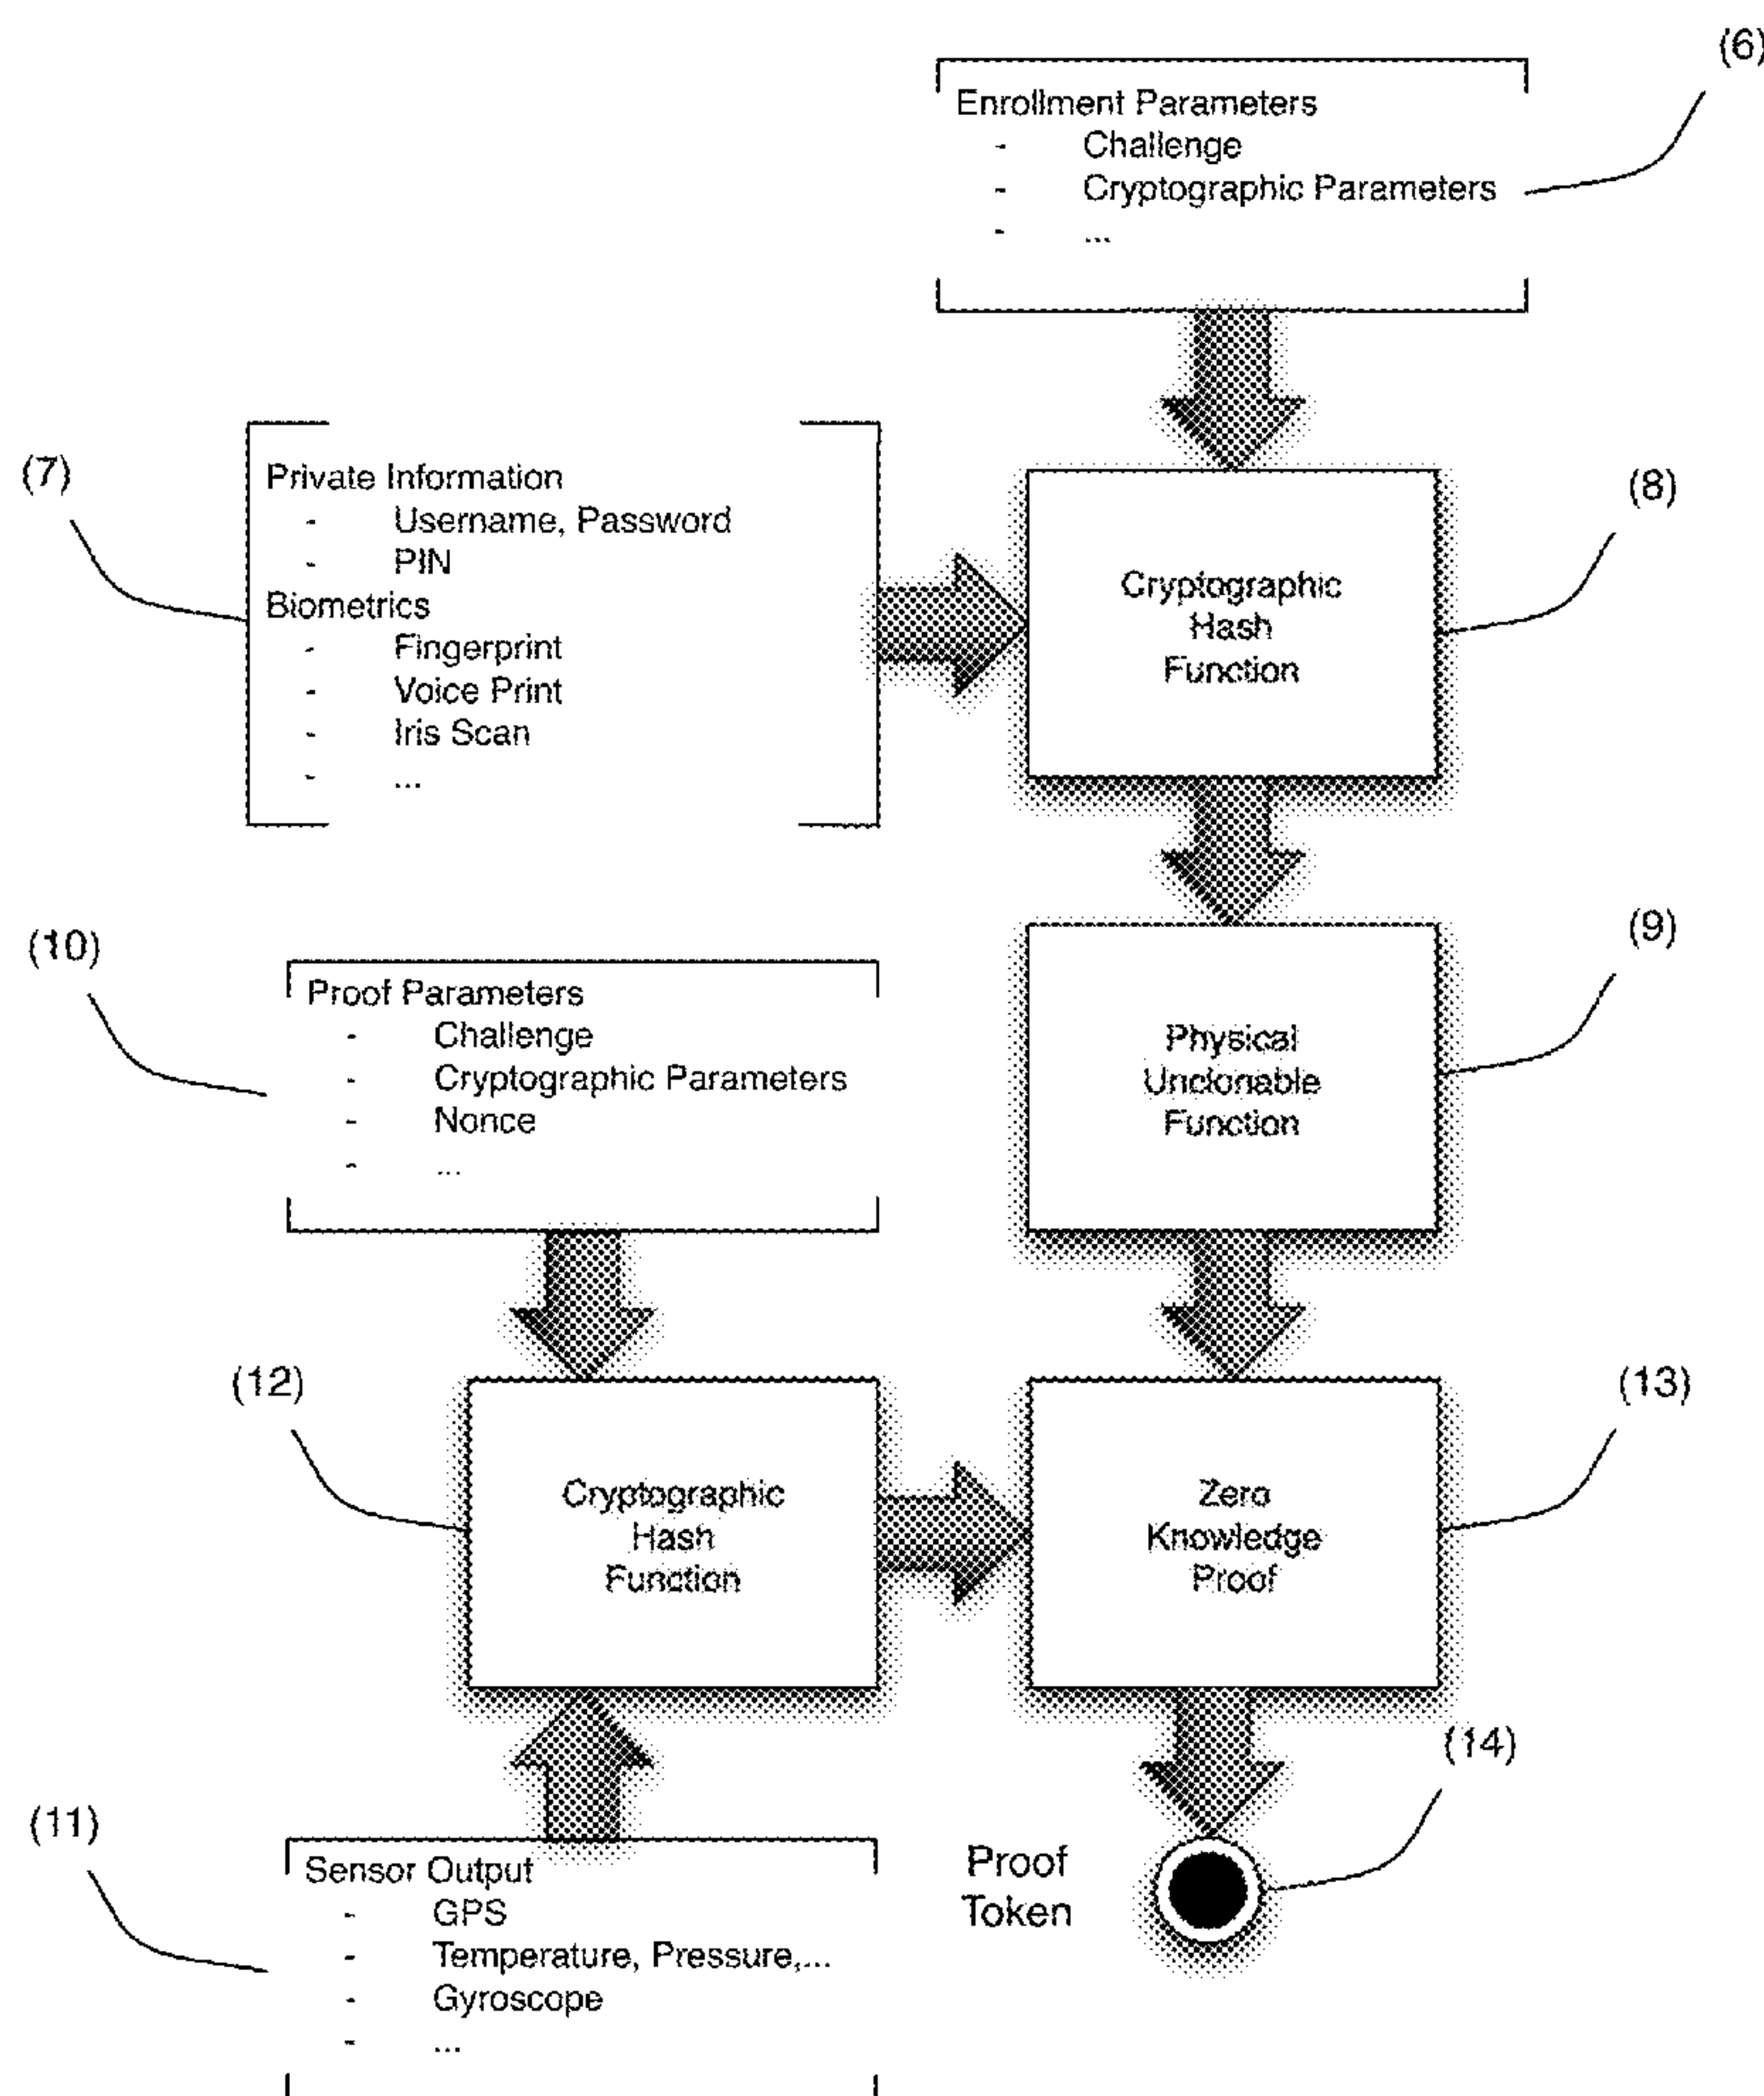 (6)
Enrollment Parameters
- Challenge
- Cryptographic Parameters
- ...
(7)
Private Information
- Username, Password
- PIN
Biometrics
- Fingerprint
- Voice Print
- Iris Scan
- ...
(8)
Cryptographic
Hash
Function
(9)
Physical
Unclonable
Function
(10)
Proof Parameters
- Challenge
- Cryptographic Parameters
- Nonce
- ...
(12)
Cryptographic
Hash
Function
(13)
Zero
Knowledge
Proof
(14)
Proof
Token
(11)
Sensor Output
- GPS
- Temperature, Pressure,...
- Gyroscope
- ...